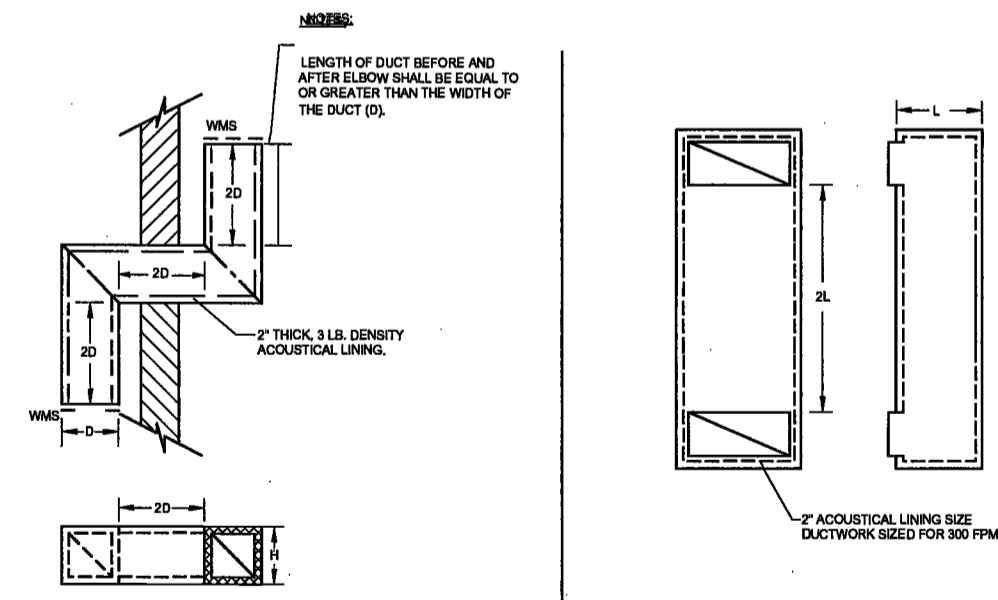 NOTES:
LENGTH OF DUCT BEFORE AND
AFTER ELBOW SHALL BE EQUAL TO
OR GREATER THAN THE WIDTH OF
THE DUCT (D).
WMS
2D
2D
2D
2" THICK, 3 LB. DENSITY
ACOUSTICAL LINING.
WMS
D
2D
H
L
2L
2" ACOUSTICAL LINING SIZE
DUCTWORK SIZED FOR 300 FPM